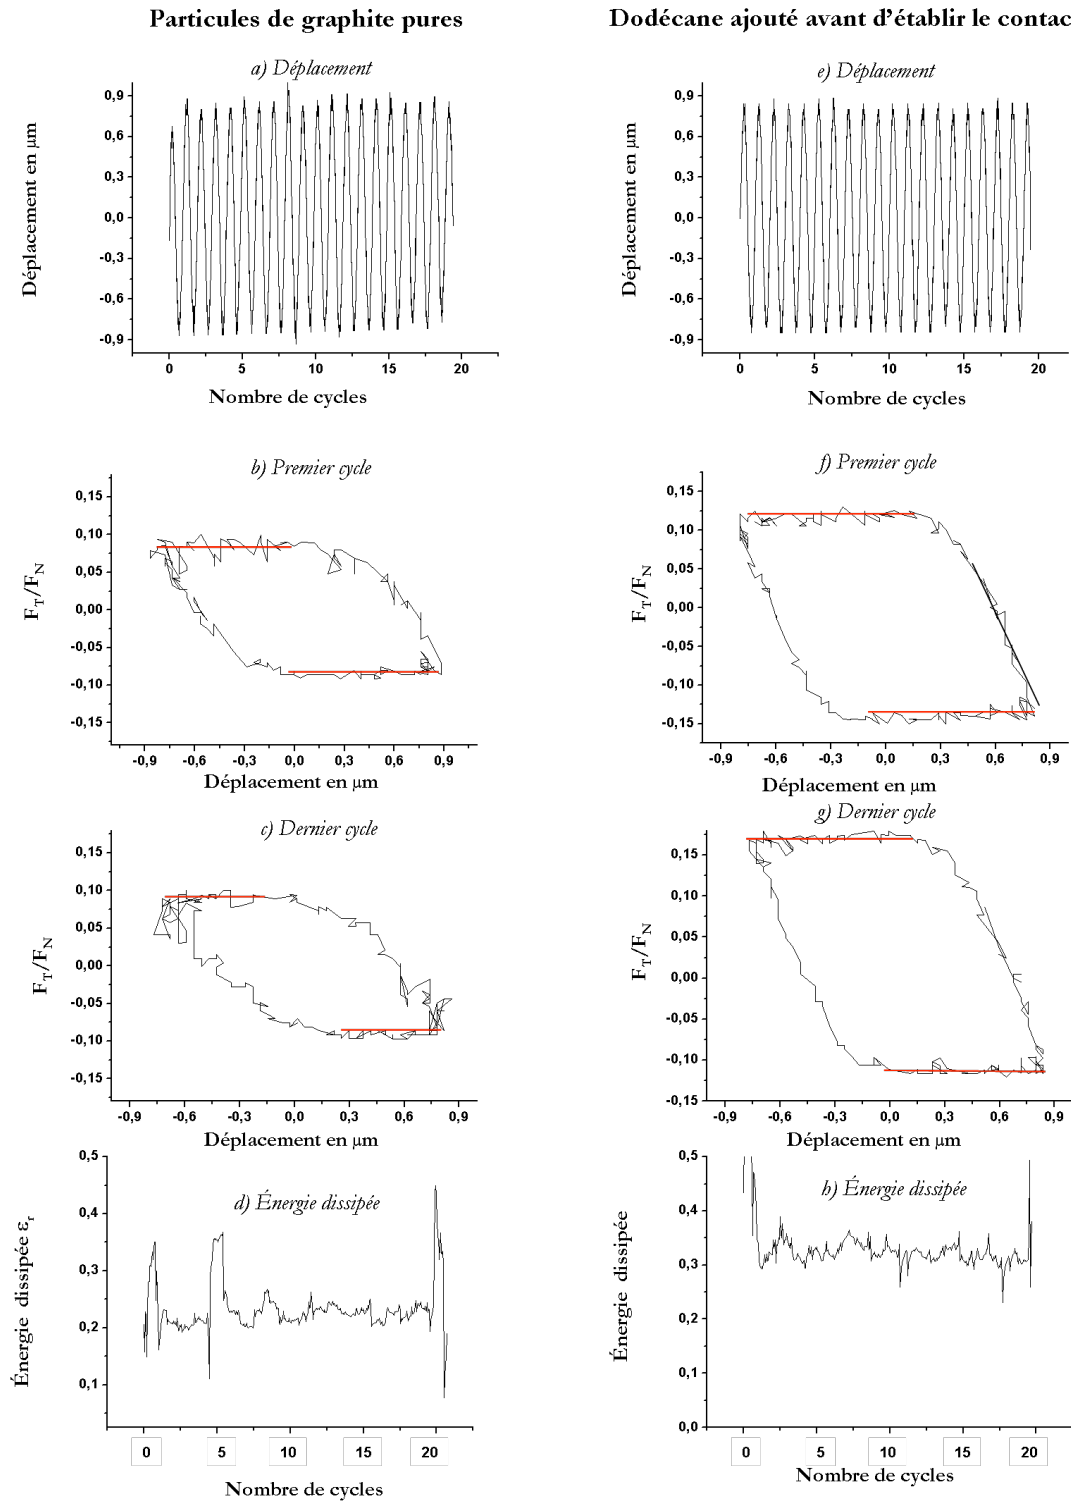 Particules de graphite pures
Dodécane ajouté avant d'établir le contac
a) Déplacement
0,9
0,6
0,3
0,0
-0,3
-0,6
-0,9
Déplacement en µm
0 5 10 15 20
Nombre de cycles
e) Déplacement
0,9
0,6
0,3
0,0
-0,3
-0,6
-0,9
Déplacement en µm
0 5 10 15 20
Nombre de cycles
b) Premier cycle
0,15
0,10
0,05
0,00
-0,05
-0,10
-0,15
F_T/F_N
-0,9 -0,6 -0,3 0,0 0,3 0,6 0,9
Déplacement en µm
f) Premier cycle
0,15
0,10
0,05
0,00
-0,05
-0,10
-0,15
F_T/F_N
-0,9 -0,6 -0,3 0,0 0,3 0,6 0,9
Déplacement en µm
c) Dernier cycle
0,15
0,10
0,05
0,00
-0,05
-0,10
-0,15
F_T/F_N
-0,9 -0,6 -0,3 0,0 0,3 0,6 0,9
Déplacement en µm
g) Dernier cycle
0,15
0,10
0,05
0,00
-0,05
-0,10
-0,15
F_T/F_N
-0,9 -0,6 -0,3 0,0 0,3 0,6 0,9
Déplacement en µm
d) Énergie dissipée
0,5
0,4
0,3
0,2
0,1
Énergie dissipée ε_r
0 5 10 15 20
Nombre de cycles
h) Énergie dissipée
0,5
0,4
0,3
0,2
0,1
0,0
Énergie dissipée
0 5 10 15 20
Nombre de cycles